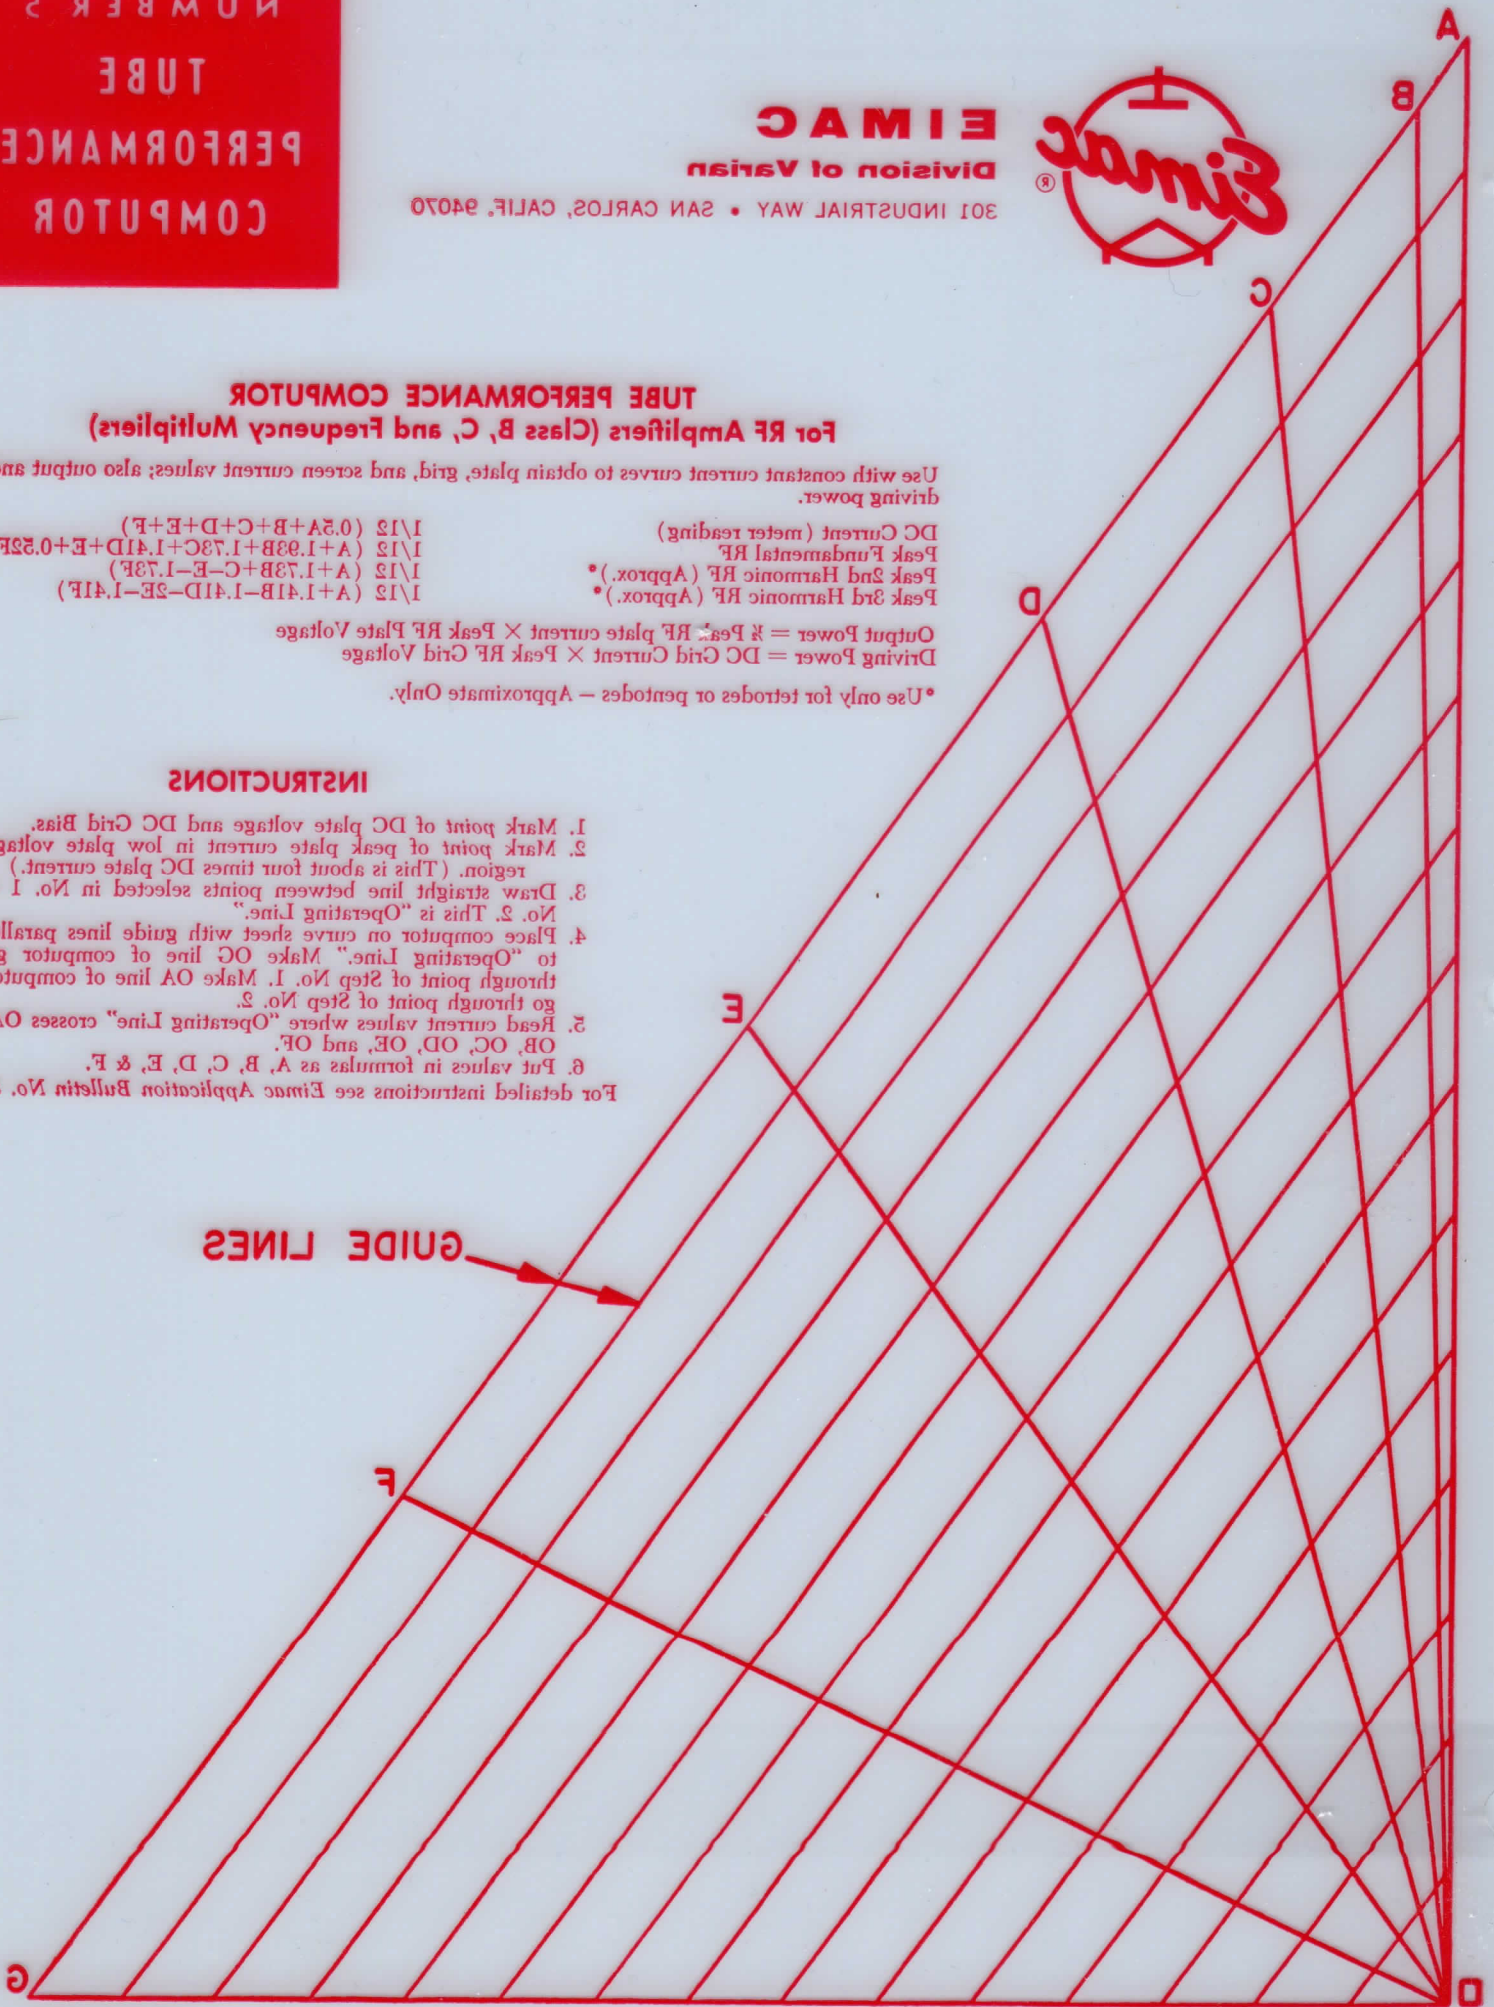 NUMBER 5
TUBE
PERFORMANCE
COMPUTOR
Eimac ®
EIMAC
Division of Varian
301 INDUSTRIAL WAY • SAN CARLOS, CALIF. 94070
TUBE PERFORMANCE COMPUTOR
For RF Amplifiers (Class B, C, and Frequency Multipliers)
Use with constant current curves to obtain plate, grid, and screen current values; also output an
driving power.
DC Current (meter reading) 1/12 (0.5A+B+C+D+E+F)
Peak Fundamental RF 1/12 (A+1.93B+1.73C+1.41D+E+0.52F
Peak 2nd Harmonic RF (Approx.)* 1/12 (A+1.73B+C–E–1.73F)
Peak 3rd Harmonic RF (Approx.)* 1/12 (A+1.41B–1.41D–2E–1.41F)
Output Power = ½ Peak RF plate current × Peak RF Plate Voltage
Driving Power = DC Grid Current × Peak RF Grid Voltage
*Use only for tetrodes or pentodes — Approximate Only.
INSTRUCTIONS
1. Mark point of DC plate voltage and DC Grid Bias.
2. Mark point of peak plate current in low plate voltag
region. (This is about four times DC plate current.)
3. Draw straight line between points selected in No. 1
No. 2. This is "Operating Line."
4. Place computor on curve sheet with guide lines parall
to "Operating Line." Make OG line of computor g
through point of Step No. 1. Make OA line of comput
go through point of Step No. 2.
5. Read current values where "Operating Line" crosses OA
OB, OC, OD, OE, and OF.
6. Put values in formulas as A, B, C, D, E, & F.
For detailed instructions see Eimac Application Bulletin No.
GUIDE LINES
A
B
C
D
E
F
G
O